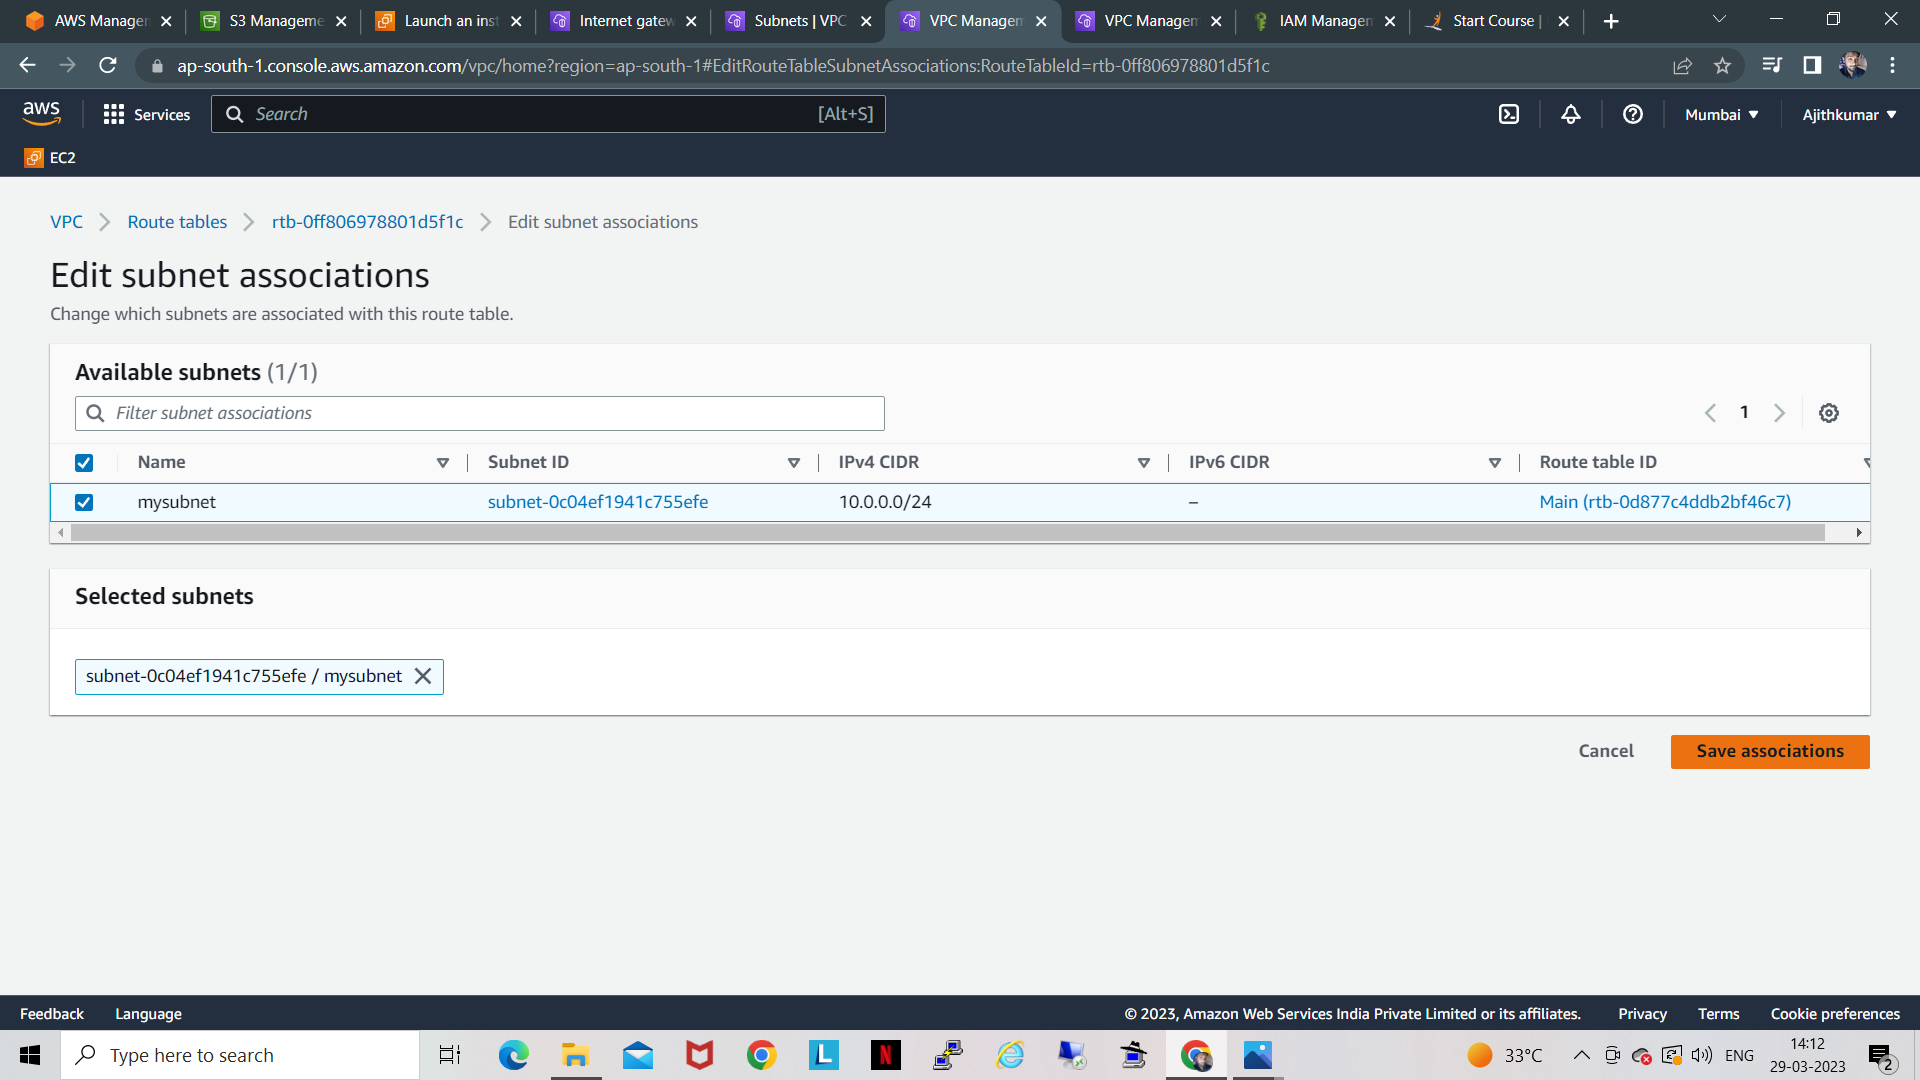 AWS Manager
S3 Manageme
Launch an inst
Internet gatew
Subnets | VPC
VPC Managem
VPC Managem
IAM Managem
Start Course |
ap-south-1.console.aws.amazon.com/vpc/home?region=ap-south-1#EditRouteTableSubnetAssociations:RouteTableId=rtb-0ff806978801d5f1c
aws
Services
Search
[Alt+S]
Mumbai
Ajithkumar
EC2
VPC
Route tables
rtb-0ff806978801d5f1c
Edit subnet associations
Edit subnet associations
Change which subnets are associated with this route table.
Available subnets (1/1)
Filter subnet associations
1
Name
Subnet ID
IPv4 CIDR
IPv6 CIDR
Route table ID
mysubnet
subnet-0c04ef1941c755efe
10.0.0.0/24
–
Main (rtb-0d877c4ddb2bf46c7)
Selected subnets
subnet-0c04ef1941c755efe / mysubnet
Cancel
Save associations
Feedback
Language
© 2023, Amazon Web Services India Private Limited or its affiliates.
Privacy
Terms
Cookie preferences
Type here to search
L
N
33°C
ENG
14:12
29-03-2023
2